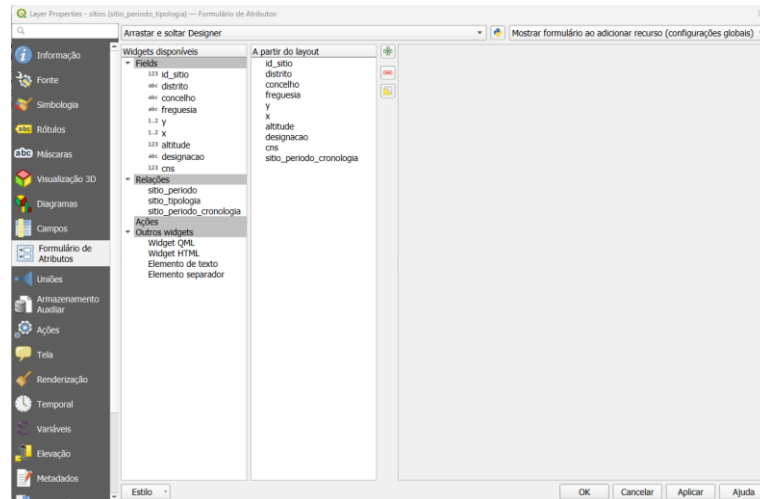 Layer Properties - sitios (sitio_periodo_tipologia) — Formulário de Atributos
Arrastar e soltar Designer
Mostrar formulário ao adicionar recurso (configurações globais)
Informação
Fonte
Simbologia
abc Rótulos
abc Máscaras
Visualização 3D
Diagramas
Campos
Formulário de
Atributos
Uniões
Armazenamento
Auxiliar
Ações
Tela
Renderização
Temporal
Variáveis
Elevação
Metadados
Widgets disponíveis
Fields
123 id_sitio
abc distrito
abc concelho
abc freguesia
1.2 y
1.2 x
123 altitude
abc designacao
123 cns
Relações
sitio_periodo
sitio_tipologia
sitio_periodo_cronologia
Ações
Outros widgets
Widget QML
Widget HTML
Elemento de texto
Elemento separador
A partir do layout
id_sitio
distrito
concelho
freguesia
y
x
altitude
designacao
cns
sitio_periodo_cronologia
Estilo
OK
Cancelar
Aplicar
Ajuda